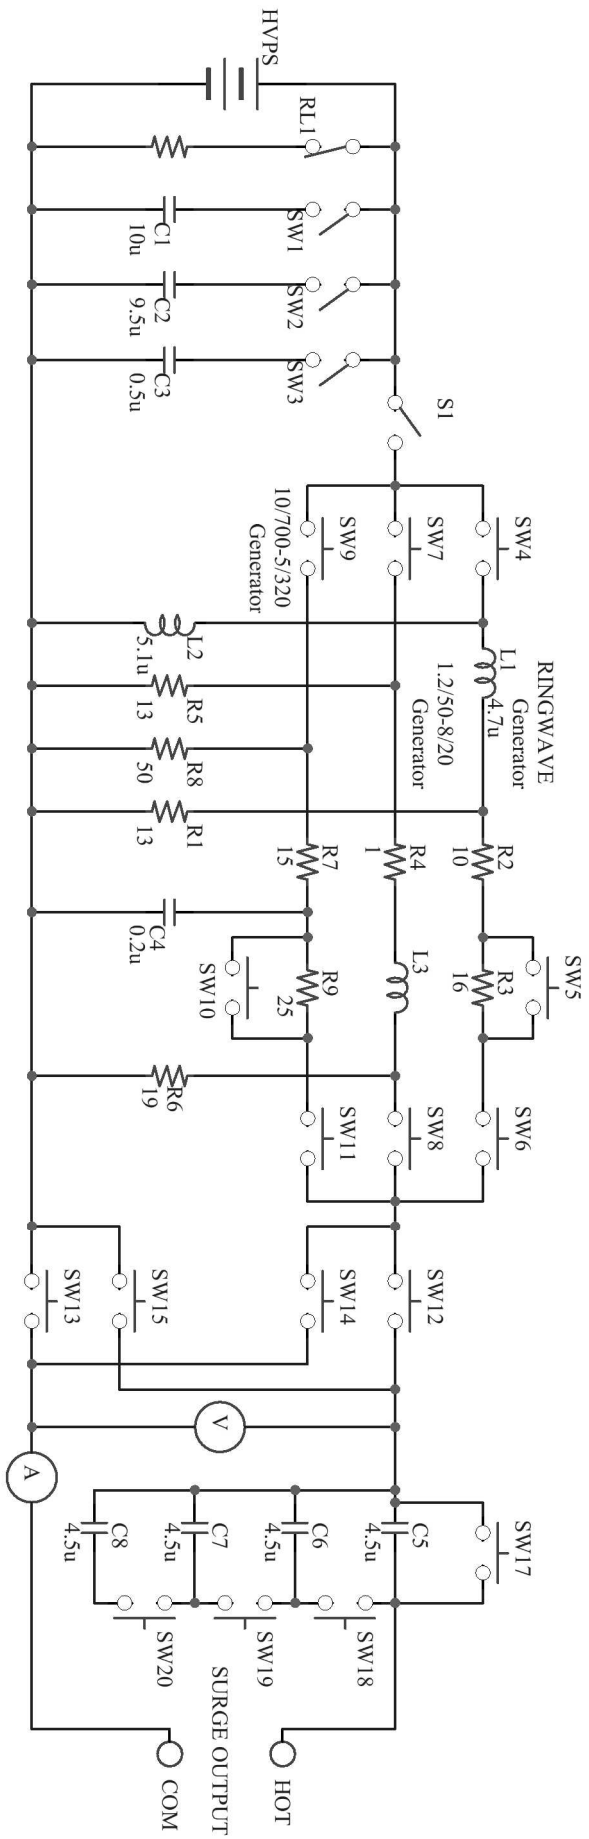 HVPS
RL1
SW1
C1
10u
SW2
C2
9.5u
SW3
C3
0.5u
S1
SW4
SW7
SW9
10/700-5/320
Generator
RINGWAVE
Generator
L1
4.7u
1.2/50-8/20
Generator
L2
5.1u
R5
13
R8
50
R1
13
R2
10
R4
1
R7
15
C4
0.2u
SW5
R3
16
L3
R9
25
SW10
R6
19
SW6
SW8
SW11
SW12
SW14
SW15
SW13
V
A
SW17
C5
4.5u
C6
4.5u
C7
4.5u
C8
4.5u
SW18
SW19
SW20
SURGE OUTPUT
HOT
COM